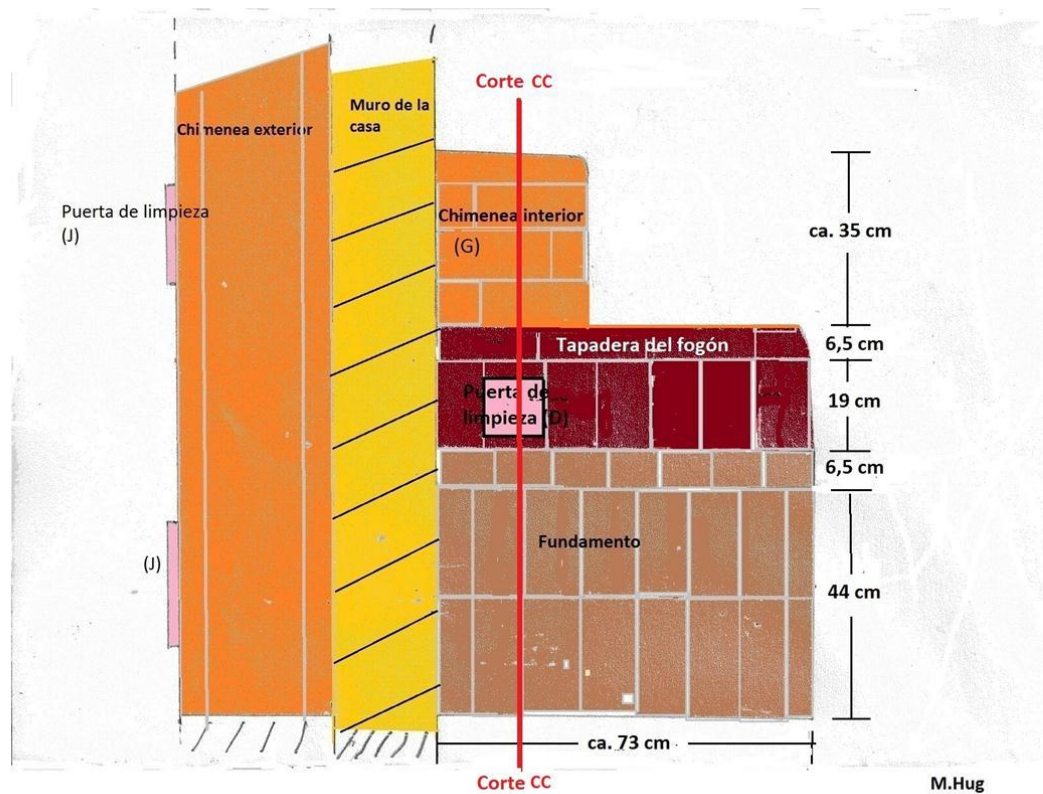 Corte CC
Muro de la
casa
Chimenea exterior
Puerta de limpieza
(J)
Chimenea interior
(G)
ca. 35 cm
Tapadera del fogón
6,5 cm
Puerta de
limpieza (D)
19 cm
6,5 cm
Fundamento
(J)
44 cm
ca. 73 cm
Corte CC
M.Hug